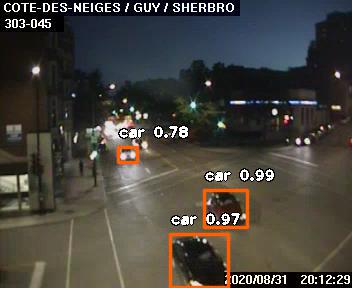 COTE-DES-NEIGES / GUY / SHERBRO
303-045
car 0.78
car 0.99
car 0.97
2020/08/31 20:12:29